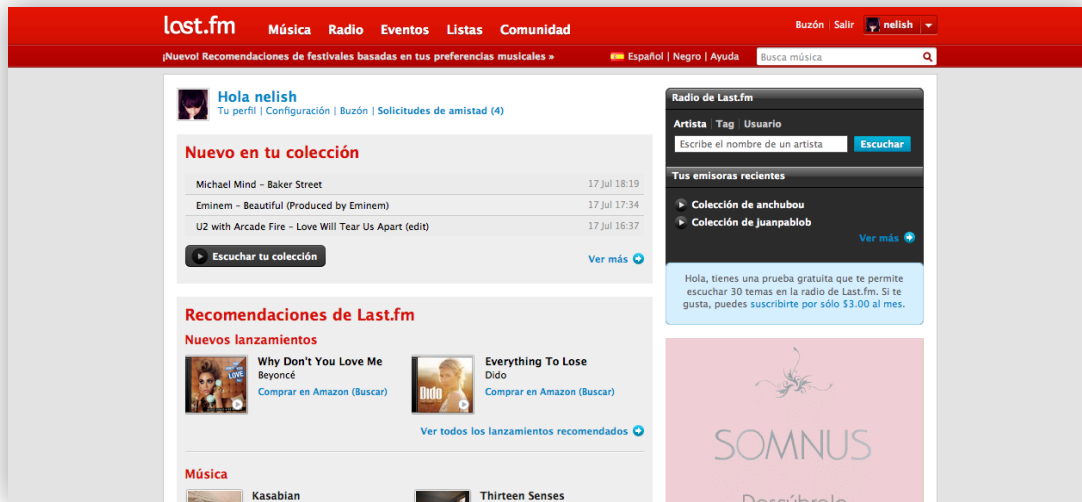 last.fm
Música Radio Eventos Listas Comunidad
Buzón | Salir nelish
¡Nuevo! Recomendaciones de festivales basadas en tus preferencias musicales »
Español | Negro | Ayuda
Busca música
Hola nelish
Tu perfil | Configuración | Buzón | Solicitudes de amistad (4)
Nuevo en tu colección
Michael Mind – Baker Street 17 Jul 18:19
Eminem – Beautiful (Produced by Eminem) 17 Jul 17:34
U2 with Arcade Fire – Love Will Tear Us Apart (edit) 17 Jul 16:37
Escuchar tu colección
Ver más
Recomendaciones de Last.fm
Nuevos lanzamientos
Why Don't You Love Me
Beyoncé
Comprar en Amazon (Buscar)
LOVE
Everything To Lose
Dido
Comprar en Amazon (Buscar)
Dido
Ver todos los lanzamientos recomendados
Música
Kasabian
Thirteen Senses
Radio de Last.fm
Artista | Tag | Usuario
Escribe el nombre de un artista
Escuchar
Tus emisoras recientes
Colección de anchubou
Colección de juanpablob
Ver más
Hola, tienes una prueba gratuita que te permite
escuchar 30 temas en la radio de Last.fm. Si te
gusta, puedes suscribirte por sólo $3.00 al mes.
SOMNUS
Descúbrelo